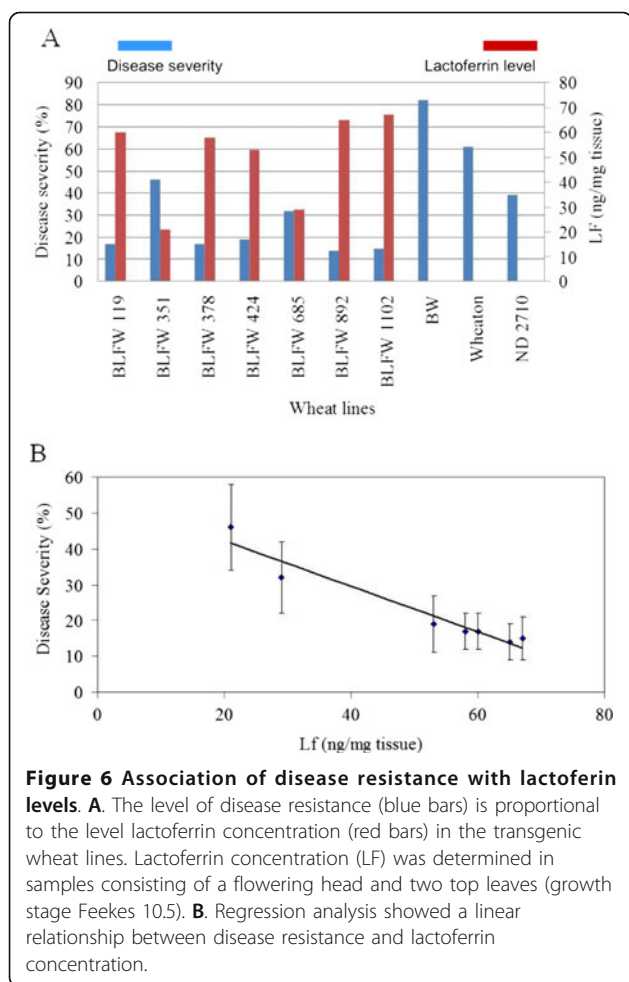 A
Disease severity
Lactoferrin level
Disease severity (%)
90
80
70
60
50
40
30
20
10
0
LF (ng/mg tissue)
80
70
60
50
40
30
20
10
0
BLFW 119
BLFW 351
BLFW 378
BLFW 424
BLFW 685
BLFW 892
BLFW 1102
BW
Wheaton
ND 2710
Wheat lines
B
Disease Severity (%)
60
50
40
30
20
10
0
0
20
40
60
80
Lf (ng/mg tissue)
Figure 6 Association of disease resistance with lactoferin
levels. A. The level of disease resistance (blue bars) is proportional
to the level lactoferrin concentration (red bars) in the transgenic
wheat lines. Lactoferrin concentration (LF) was determined in
samples consisting of a flowering head and two top leaves (growth
stage Feekes 10.5). B. Regression analysis showed a linear
relationship between disease resistance and lactoferrin
concentration.